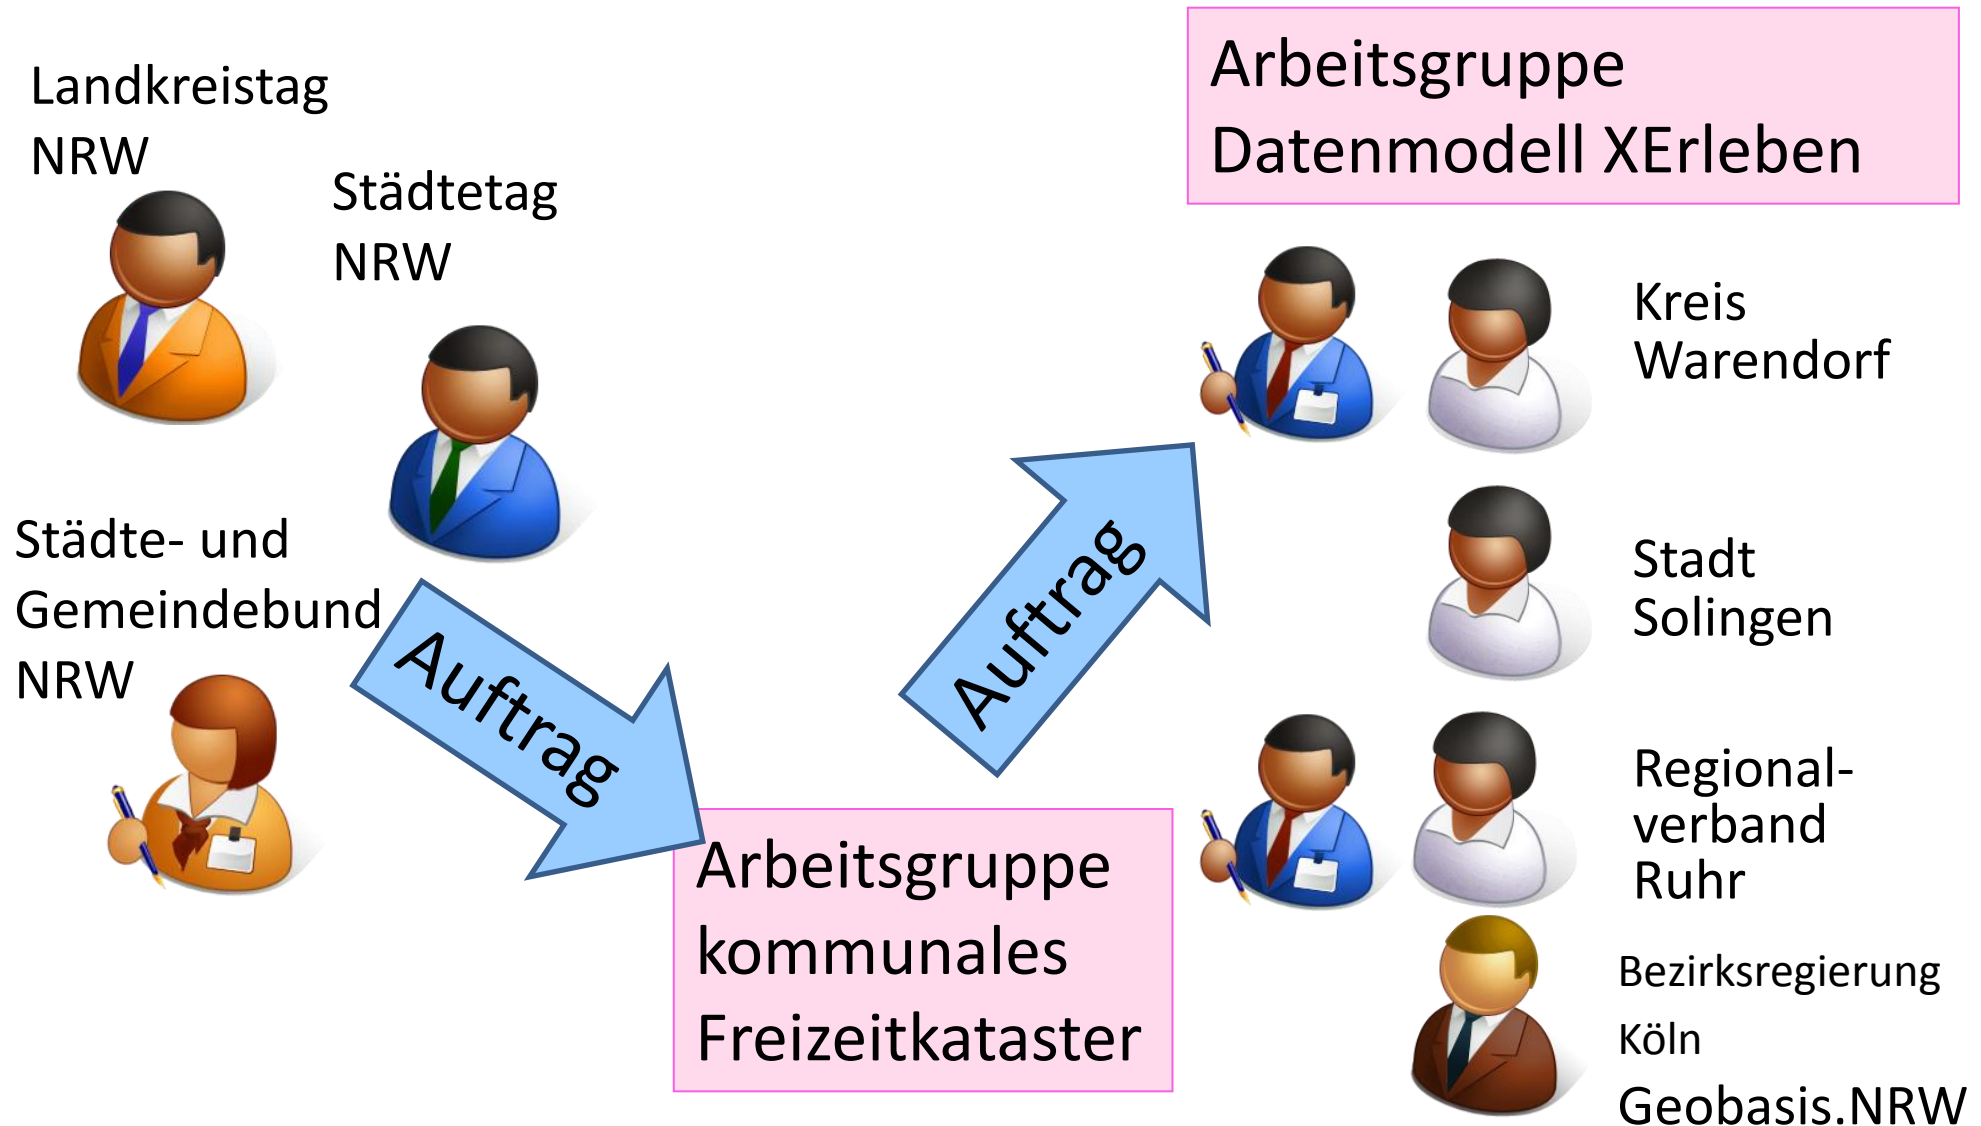 Landkreistag
NRW
Städtetag
NRW
Städte- und
Gemeindebund
NRW
Auftrag
Arbeitsgruppe
kommunales
Freizeitkataster
Auftrag
Arbeitsgruppe
Datenmodell XErleben
Kreis
Warendorf
Stadt
Solingen
Regional-
verband
Ruhr
Bezirksregierung
Köln
Geobasis.NRW